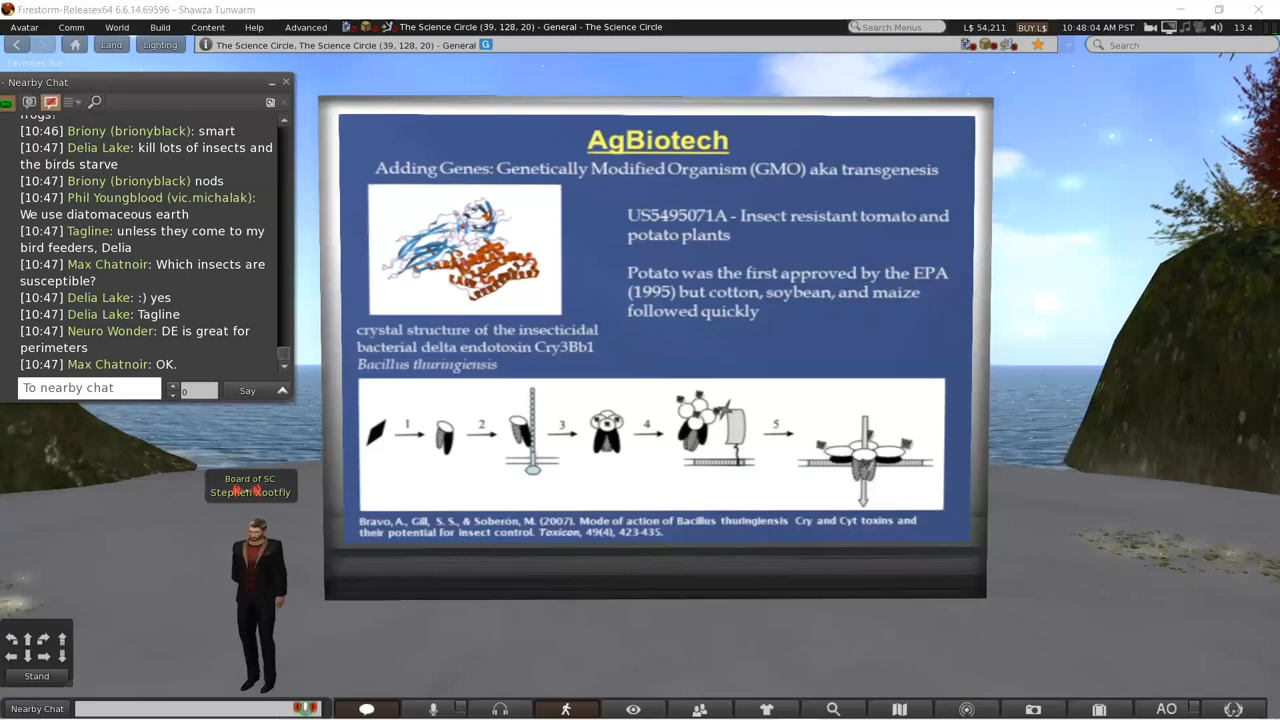 Firestorm-Releasex64 6.6.14.69596 - Shawza Tunwarm
Avatar Comm World Build Content Help Advanced
The Science Circle (39, 128, 20) - General - The Science Circle
Search Menus
L$ 54,211
BUY L$
10:48:04 AM PST
13.4
Land
Lighting
The Science Circle, The Science Circle (39, 128, 20) - General
G
Search
Favorites Bar
- Nearby Chat
frogs?
[10:46] Briony (brionyblack): smart
[10:47] Delia Lake: kill lots of insects and
the birds starve
[10:47] Briony (brionyblack) nods
[10:47] Phil Youngblood (vic.michalak):
We use diatomaceous earth
[10:47] Tagline: unless they come to my
bird feeders, Delia
[10:47] Max Chatnoir: Which insects are
susceptible?
[10:47] Delia Lake: :) yes
[10:47] Delia Lake: Tagline
[10:47] Neuro Wonder: DE is great for
perimeters
[10:47] Max Chatnoir: OK.
To nearby chat
0
Say
AgBiotech
Adding Genes: Genetically Modified Organism (GMO) aka transgenesis
US5495071A - Insect resistant tomato and
potato plants
Potato was the first approved by the EPA
(1995) but cotton, soybean, and maize
followed quickly
crystal structure of the insecticidal
bacterial delta endotoxin Cry3Bb1
Bacillus thuringiensis
1 2 3 4 5
Bravo, A., Gill, S. S., & Soberón, M. (2007). Mode of action of Bacillus thuringiensis Cry and Cyt toxins and
their potential for insect control. Toxicon, 49(4), 423-435.
Board of SC
Stand
Nearby Chat
AO